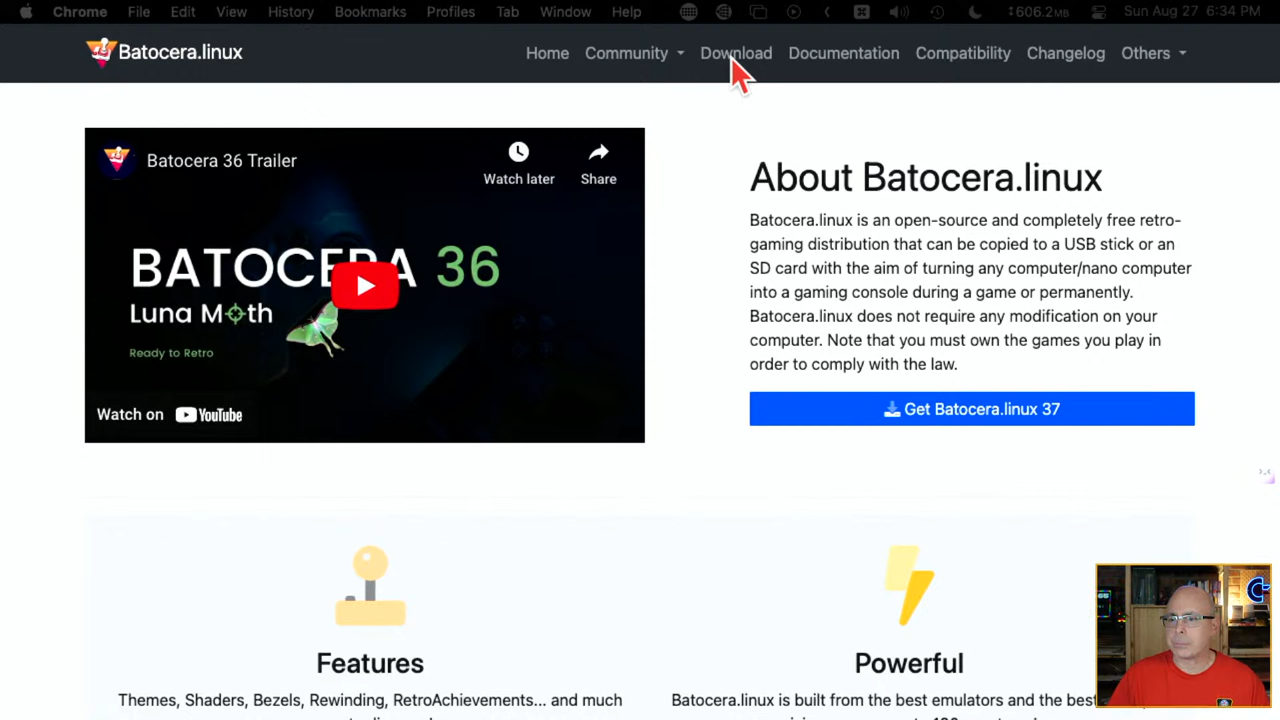 Chrome File Edit View History Bookmarks Profiles Tab Window Help 606.2MB Sun Aug 27 6:34 PM
Batocera.linux
Home Community Download Documentation Compatibility Changelog Others
Batocera 36 Trailer
Watch later
Share
BATOCERA 36
Luna Moth
Ready to Retro
Watch on YouTube
About Batocera.linux
Batocera.linux is an open-source and completely free retro-
gaming distribution that can be copied to a USB stick or an
SD card with the aim of turning any computer/nano computer
into a gaming console during a game or permanently.
Batocera.linux does not require any modification on your
computer. Note that you must own the games you play in
order to comply with the law.
Get Batocera.linux 37
Features
Themes, Shaders, Bezels, Rewinding, RetroAchievements... and much
Powerful
Batocera.linux is built from the best emulators and the best